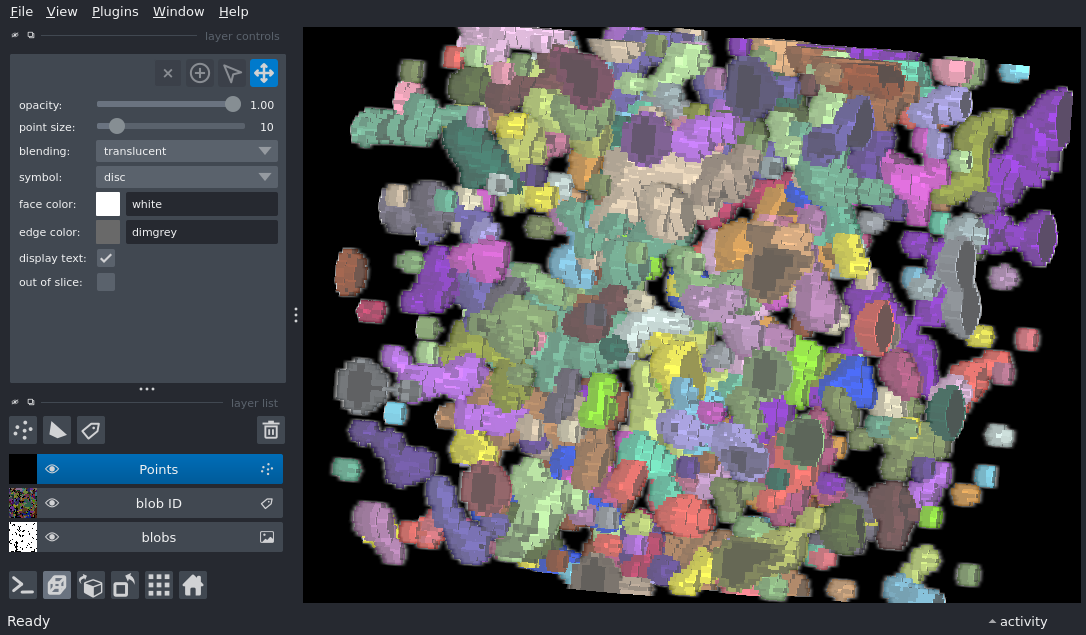 File View Plugins Window Help
layer controls
opacity: 1.00
point size: 10
blending: translucent
symbol: disc
face color: white
edge color: dimgrey
display text:
out of slice:
layer list
Points
blob ID
blobs
Ready
activity